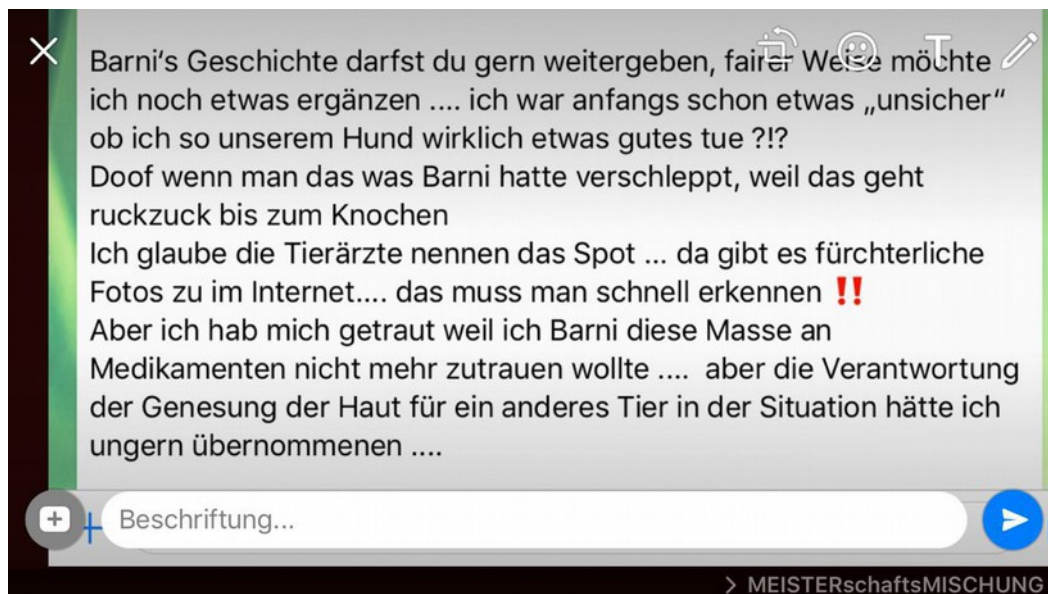 Barni's Geschichte darfst du gern weitergeben, fairer Weise möchte
ich noch etwas ergänzen .... ich war anfangs schon etwas „unsicher“
ob ich so unserem Hund wirklich etwas gutes tue ?!?
Doof wenn man das was Barni hatte verschleppt, weil das geht
ruckzuck bis zum Knochen
Ich glaube die Tierärzte nennen das Spot ... da gibt es fürchterliche
Fotos zu im Internet.... das muss man schnell erkennen ‼️
Aber ich hab mich getraut weil ich Barni diese Masse an
Medikamenten nicht mehr zutrauen wollte .... aber die Verantwortung
der Genesung der Haut für ein anderes Tier in der Situation hätte ich
ungern übernommenen ....
Beschriftung...
> MEISTERschaftsMISCHUNG